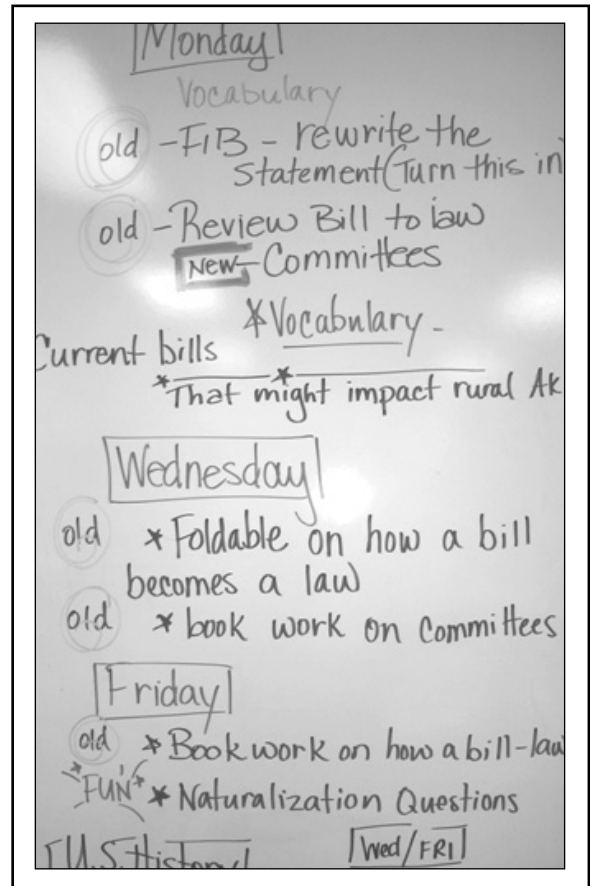 Monday
Vocabulary
old - FIB - rewrite the
Statement (Turn this in)
old - Review Bill to law
New - Committees
*Vocabulary -
Current bills
*That might impact rural AK
Wednesday
old * Foldable on how a bill
becomes a law
old * book work on Committees
Friday
old * Book work on how a bill-law
*FUN* * Naturalization Questions
U.S. History Wed/FRI